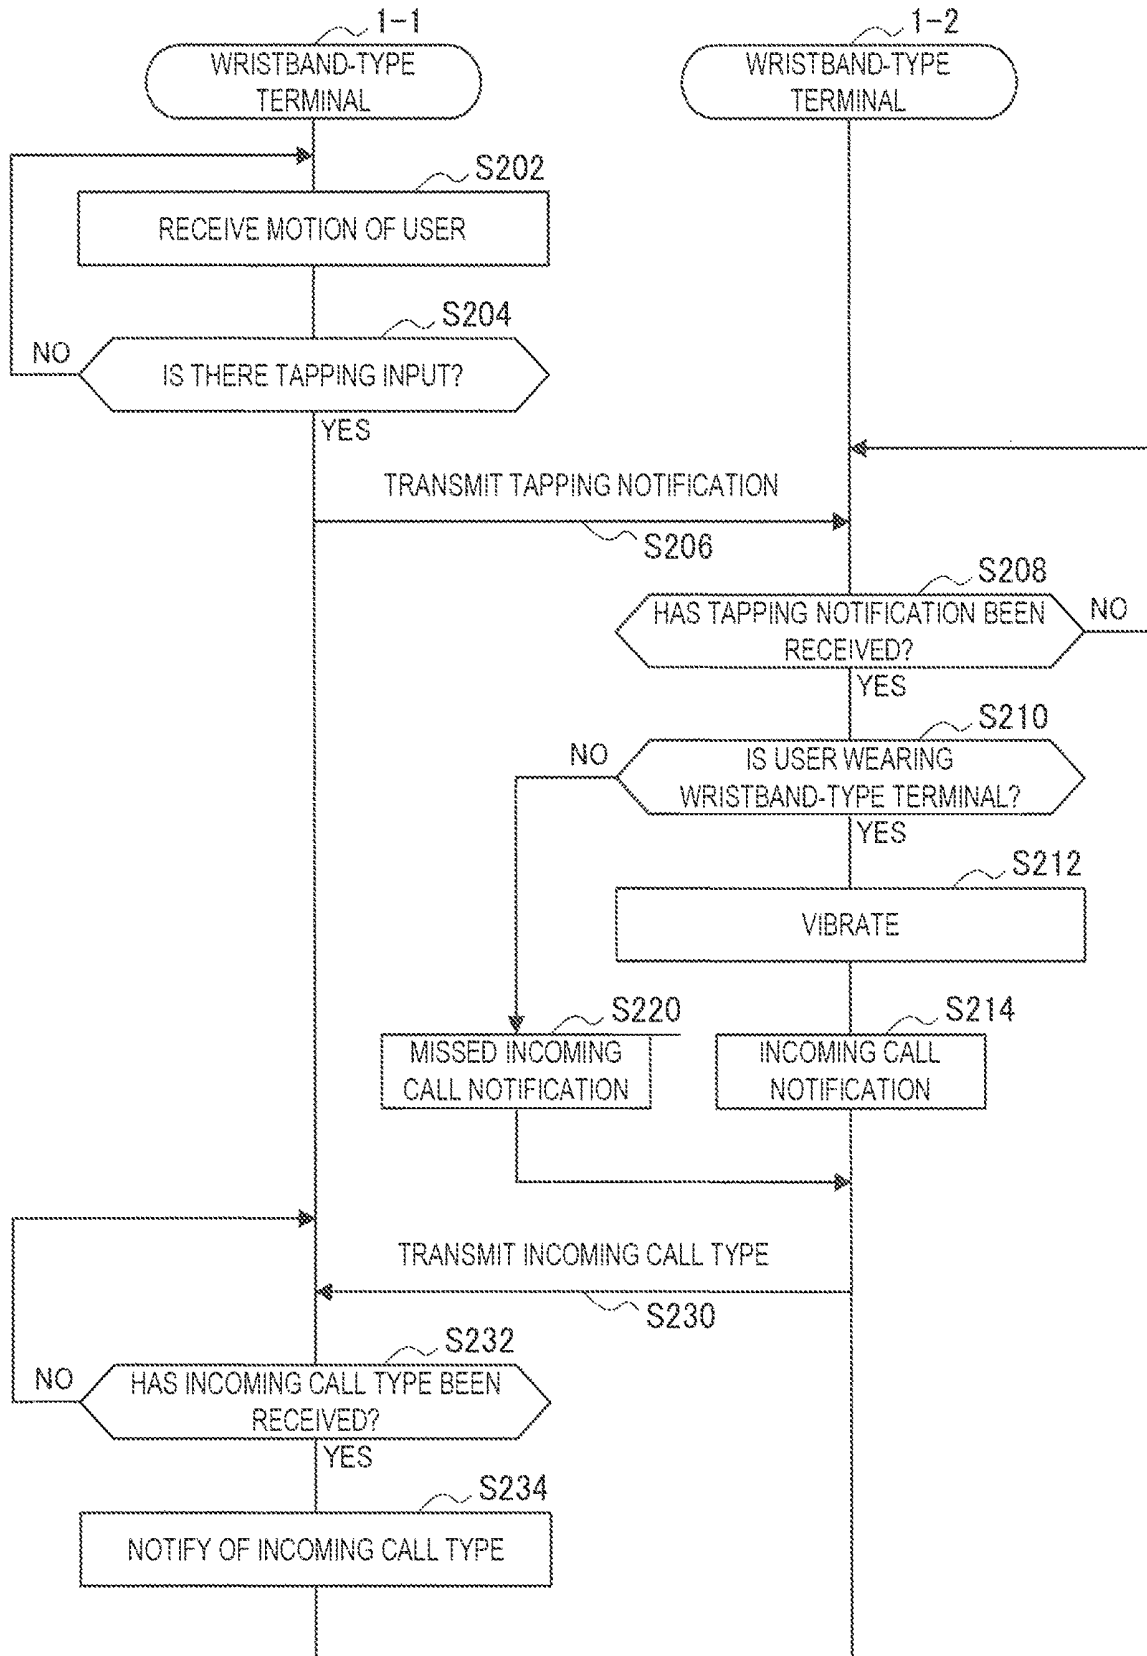 1-1
WRISTBAND-TYPE
TERMINAL
1-2
WRISTBAND-TYPE
TERMINAL
S202
RECEIVE MOTION OF USER
S204
NO
IS THERE TAPPING INPUT?
YES
TRANSMIT TAPPING NOTIFICATION
S206
S208
HAS TAPPING NOTIFICATION BEEN
RECEIVED?
NO
YES
S210
NO
IS USER WEARING
WRISTBAND-TYPE TERMINAL?
YES
S212
VIBRATE
S220
MISSED INCOMING
CALL NOTIFICATION
S214
INCOMING CALL
NOTIFICATION
TRANSMIT INCOMING CALL TYPE
S230
S232
NO
HAS INCOMING CALL TYPE BEEN
RECEIVED?
YES
S234
NOTIFY OF INCOMING CALL TYPE